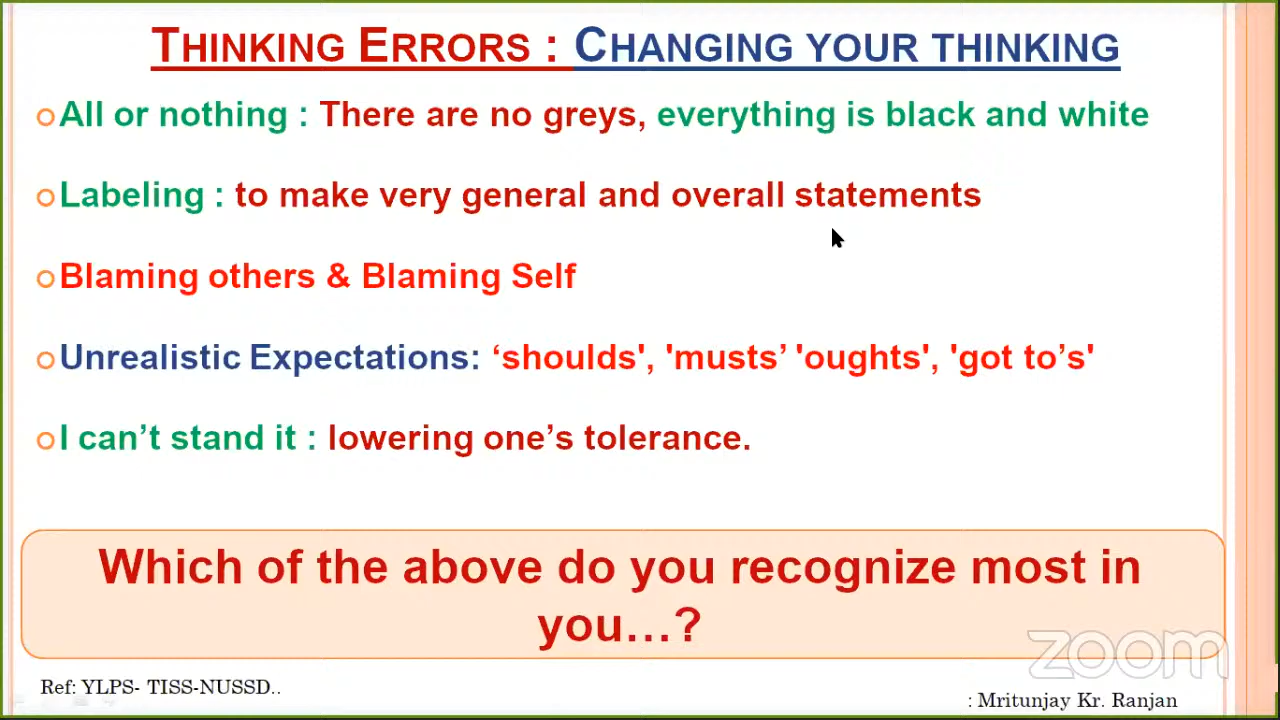 THINKING ERRORS : CHANGING YOUR THINKING
All or nothing : There are no greys, everything is black and white
Labeling : to make very general and overall statements
Blaming others & Blaming Self
Unrealistic Expectations: ‘shoulds', 'musts’ 'oughts', 'got to’s'
I can’t stand it : lowering one’s tolerance.
Which of the above do you recognize most in
you…?
zoom
Ref: YLPS- TISS-NUSSD..
: Mritunjay Kr. Ranjan